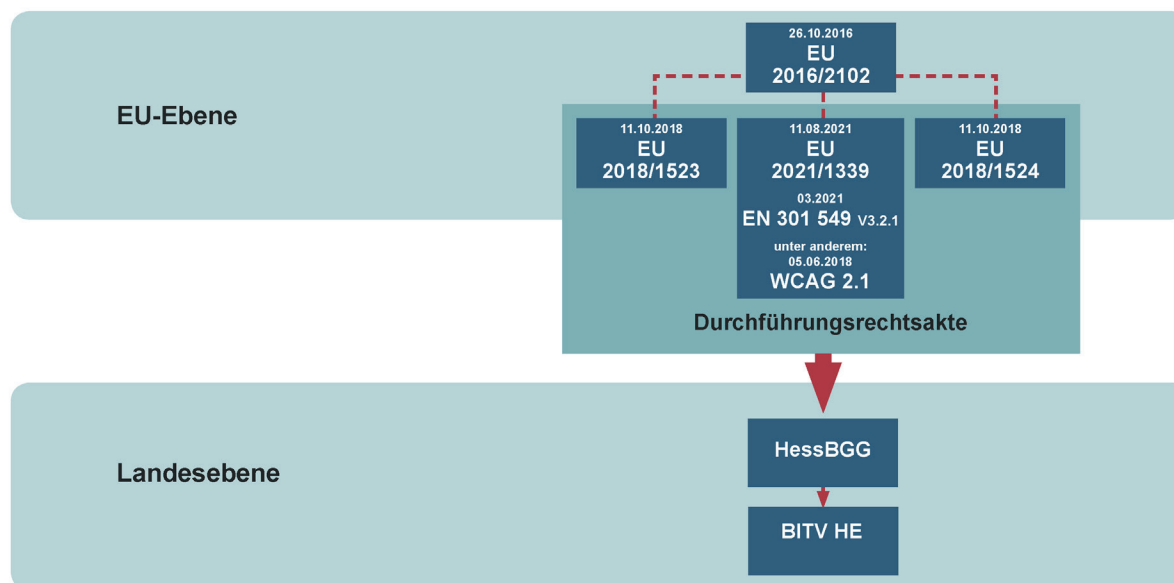 EU-Ebene
26.10.2016
EU
2016/2102
11.10.2018
EU
2018/1523
11.08.2021
EU
2021/1339
03.2021
EN 301 549 V3.2.1
unter anderem:
05.06.2018
WCAG 2.1
11.10.2018
EU
2018/1524
Durchführungsrechtsakte
Landesebene
HessBGG
BITV HE